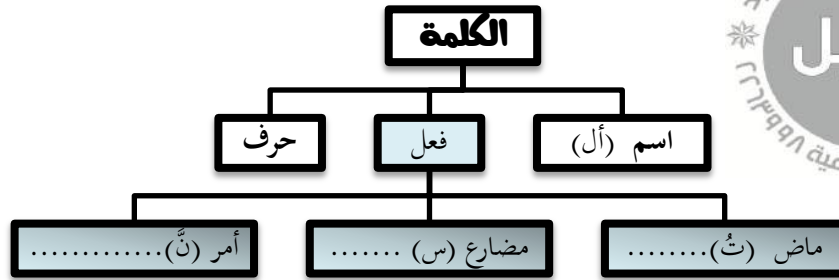 الكلمة
اسم (أل)
فعل
حرف
ماض (تُ)........
مضارع (س) .......
أمر (نَّ).............